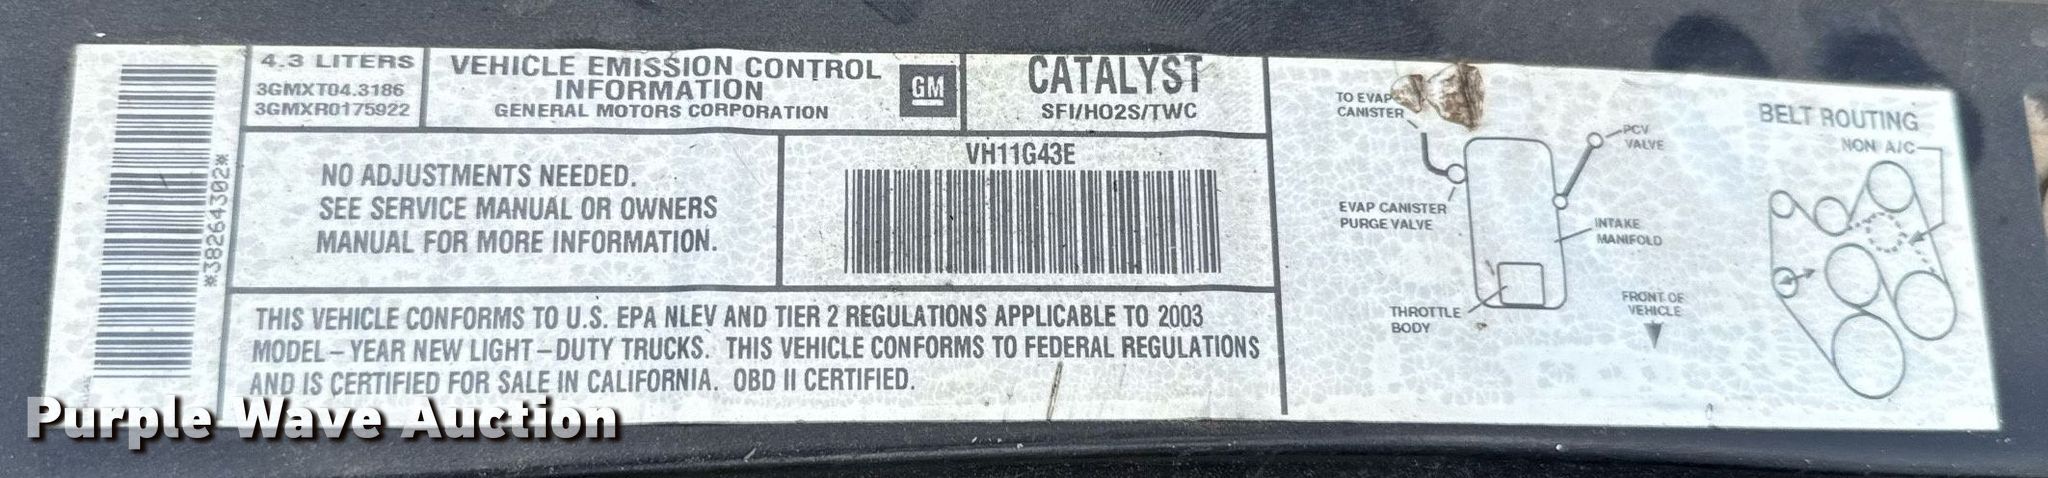 *38264302*
4.3 LITERS
3GMXT04.3186
3GMXR0175922
VEHICLE EMISSION CONTROL
INFORMATION
GENERAL MOTORS CORPORATION
GM
CATALYST
SFI/HO2S/TWC
NO ADJUSTMENTS NEEDED.
SEE SERVICE MANUAL OR OWNERS
MANUAL FOR MORE INFORMATION.
VH11G43E
THIS VEHICLE CONFORMS TO U.S. EPA NLEV AND TIER 2 REGULATIONS APPLICABLE TO 2003
MODEL-YEAR NEW LIGHT-DUTY TRUCKS. THIS VEHICLE CONFORMS TO FEDERAL REGULATIONS
AND IS CERTIFIED FOR SALE IN CALIFORNIA. OBD II CERTIFIED.
TO EVAP
CANISTER
PCV
VALVE
EVAP CANISTER
PURGE VALVE
INTAKE
MANIFOLD
THROTTLE
BODY
FRONT OF
VEHICLE
BELT ROUTING
NON A/C
Purple Wave Auction